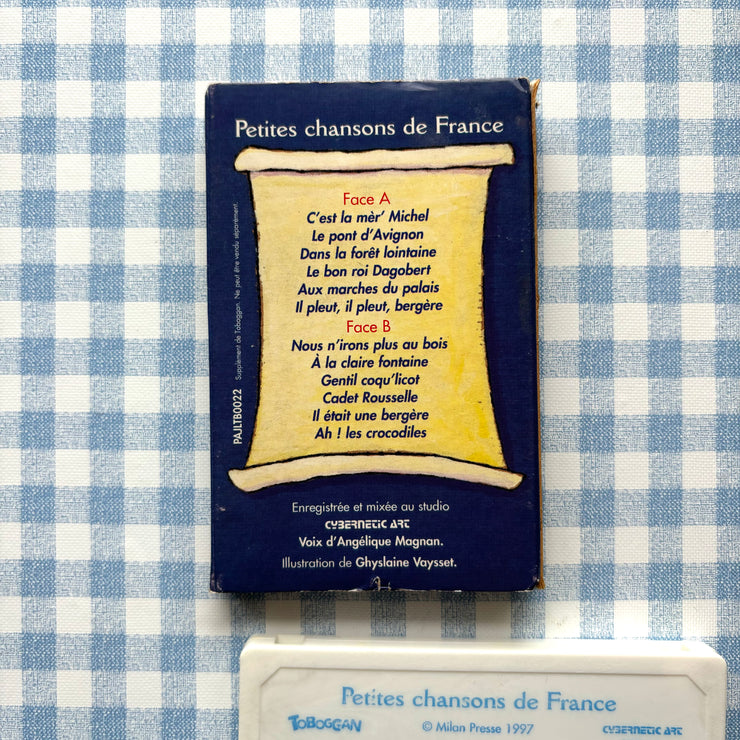 Petites chansons de France
Face A
C'est la mèr' Michel
Le pont d'Avignon
Dans la forêt lointaine
Le bon roi Dagobert
Aux marches du palais
Il pleut, il pleut, bergère
Face B
Nous n'irons plus au bois
À la claire fontaine
Gentil coqu'licot
Cadet Rousselle
Il était une bergère
Ah ! les crocodiles
PAJLTB0022 Supplément de Toboggan. Ne peut être vendu séparément.
Enregistrée et mixée au studio
CYBERNETIC ART
Voix d'Angélique Magnan.
Illustration de Ghyslaine Vaysset.
Petites chansons de France
TOBOGGAN © Milan Presse 1997 CYBERNETIC ART